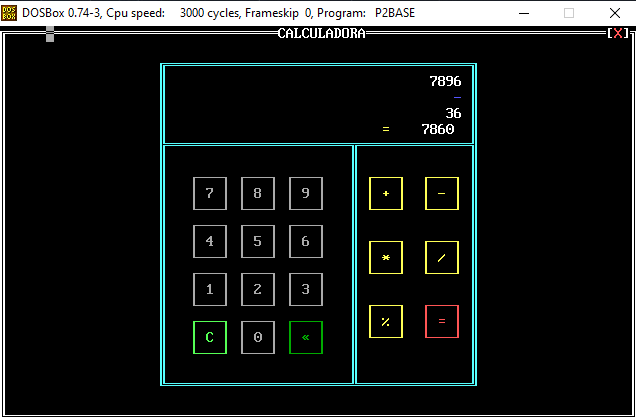 DOSBox 0.74-3, Cpu speed: 3000 cycles, Frameskip 0, Program: P2BASE
CALCULADORA [X]
7896
-
36
= 7860
7 8 9 + -
4 5 6 * /
1 2 3
C 0 « % =